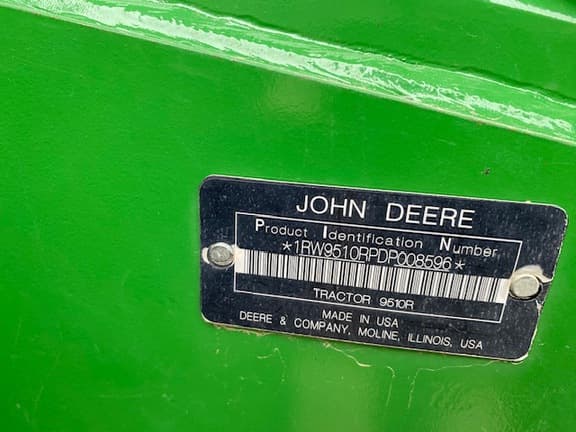 JOHN DEERE
Product Identification Number
*1RW9510RPDP008596*
TRACTOR 9510R
MADE IN USA
DEERE & COMPANY, MOLINE, ILLINOIS, USA